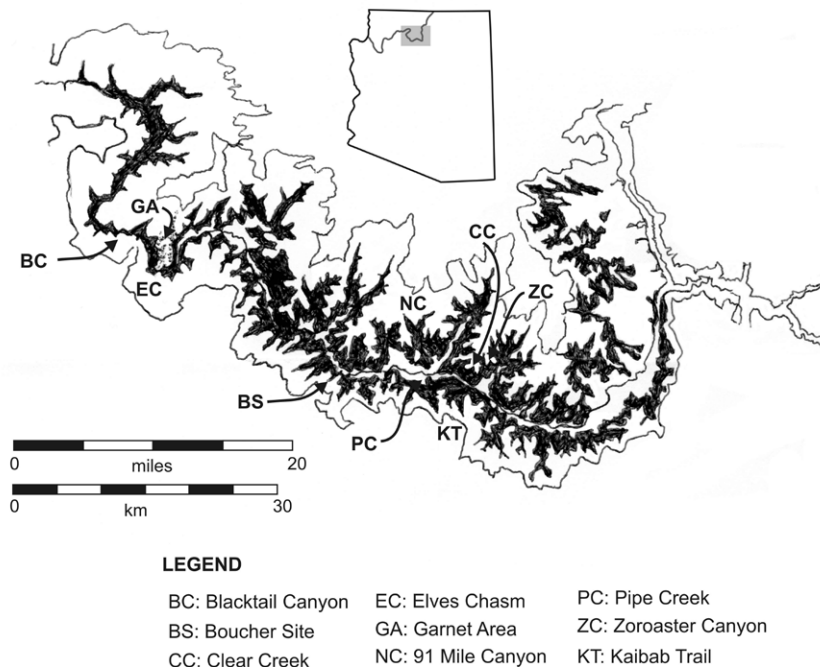 GA
BC
EC
CC
NC
ZC
BS
PC
KT
0 miles 20
0 km 30
LEGEND
BC: Blacktail Canyon EC: Elves Chasm PC: Pipe Creek
BS: Boucher Site GA: Garnet Area ZC: Zoroaster Canyon
CC: Clear Creek NC: 91 Mile Canyon KT: Kaibab Trail